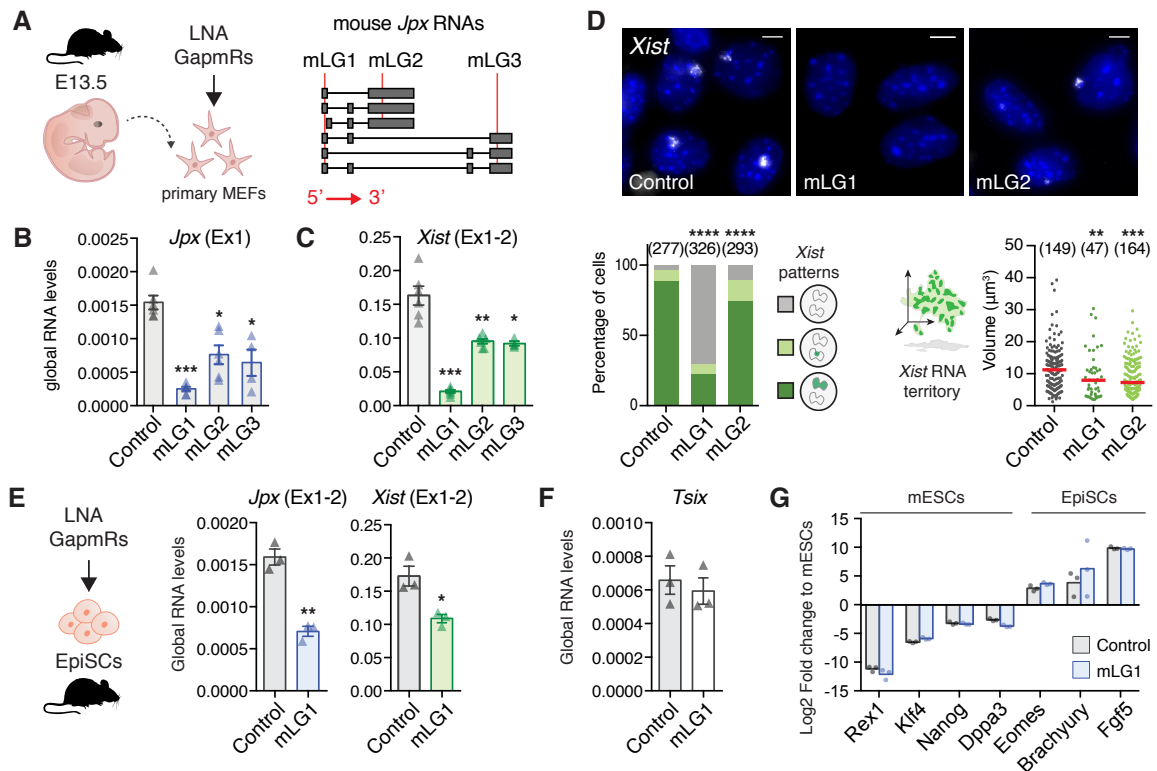 A
E13.5
LNA
GapmRs
primary MEFs
mouse Jpx RNAs
mLG1 mLG2 mLG3
5' 3'
B
Jpx (Ex1)
global RNA levels
0.0025
0.0020
0.0015
0.0010
0.0005
0.0000
*** * *
Control mLG1 mLG2 mLG3
C
Xist (Ex1-2)
0.25
0.20
0.15
0.10
0.05
0.00
*** ** *
Control mLG1 mLG2 mLG3
D
Xist
Control mLG1 mLG2
**** ****
(277) (326) (293)
Percentage of cells
100
50
0
Control mLG1 mLG2
Xist
patterns
Xist RNA
territory
** ***
(149) (47) (164)
Volume (µm³)
50
40
30
20
10
0
Control mLG1 mLG2
E
LNA
GapmRs
EpiSCs
Jpx (Ex1-2)
Global RNA levels
0.0020
0.0015
0.0010
0.0005
0.0000
**
Control mLG1
Xist (Ex1-2)
0.25
0.20
0.15
0.10
0.05
0.00
*
Control mLG1
F
Tsix
Global RNA levels
0.0010
0.0008
0.0006
0.0004
0.0002
0.0000
Control mLG1
G
mESCs EpiSCs
Log2 Fold change to mESCs
15
10
5
0
-5
-10
-15
Control
mLG1
Rex1 Klf4 Nanog Dppa3 Eomes Brachyury Fgf5